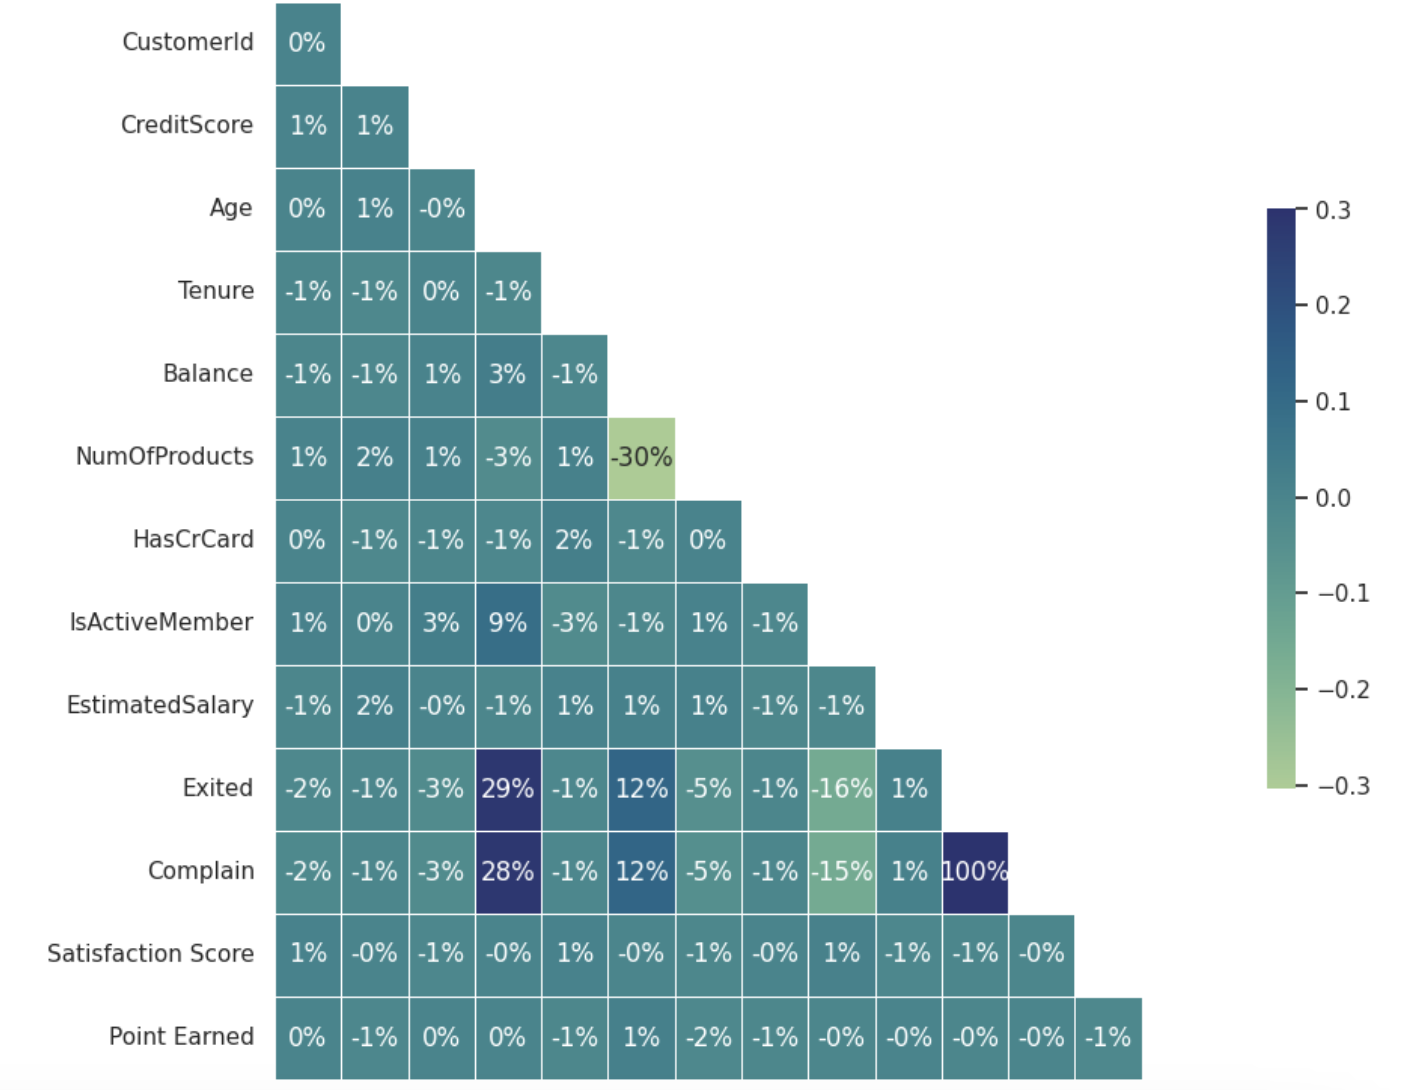 CustomerId 0%
CreditScore 1% 1%
Age 0% 1% -0%
Tenure -1% -1% 0% -1%
Balance -1% -1% 1% 3% -1%
NumOfProducts 1% 2% 1% -3% 1% -30%
HasCrCard 0% -1% -1% -1% 2% -1% 0%
IsActiveMember 1% 0% 3% 9% -3% -1% 1% -1%
EstimatedSalary -1% 2% -0% -1% 1% 1% 1% -1% -1%
Exited -2% -1% -3% 29% -1% 12% -5% -1% -16% 1%
Complain -2% -1% -3% 28% -1% 12% -5% -1% -15% 1% 100%
Satisfaction Score 1% -0% -1% -0% 1% -0% -1% -0% 1% -1% -1% -0%
Point Earned 0% -1% 0% 0% -1% 1% -2% -1% -0% -0% -0% -0% -1%
0.3
0.2
0.1
0.0
−0.1
−0.2
−0.3